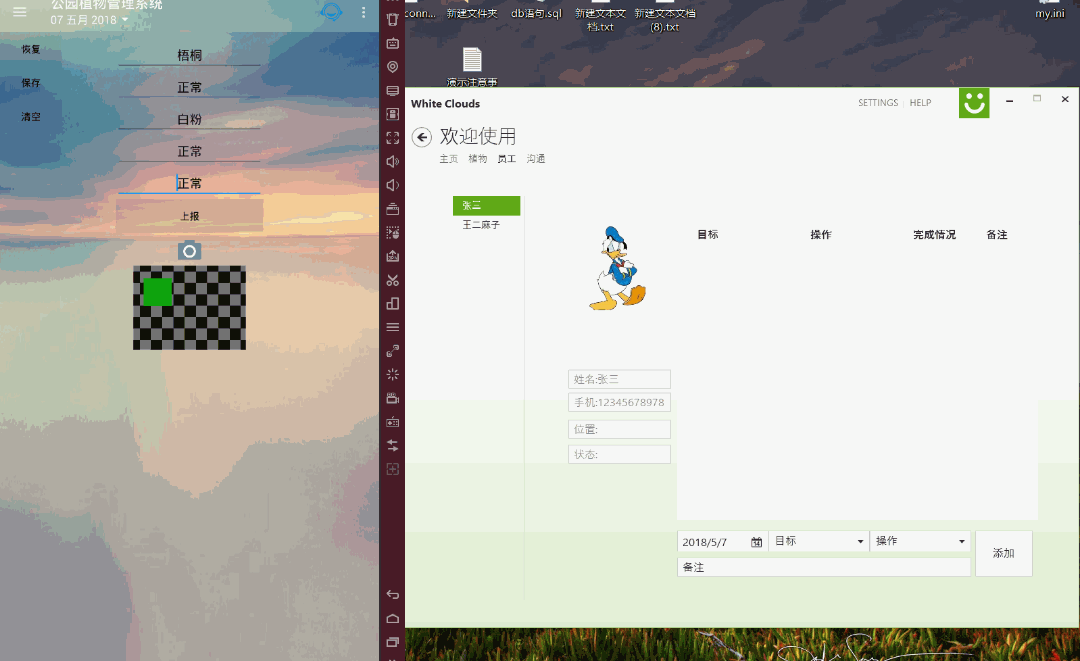 公园植物管理系统
07 五月 2018
恢复
保存
清空
梧桐
正常
白粉
正常
正常
上报
conn...
新建文件夹
db语句.sql
新建文本文档.txt
新建文本文档(8).txt
my.ini
演示注意事
White Clouds
SETTINGS
HELP
欢迎使用
主页 植物 员工 沟通
张三
王二麻子
目标 操作 完成情况 备注
姓名:张三
手机:12345678978
位置:
状态:
2018/5/7
目标
操作
添加
备注